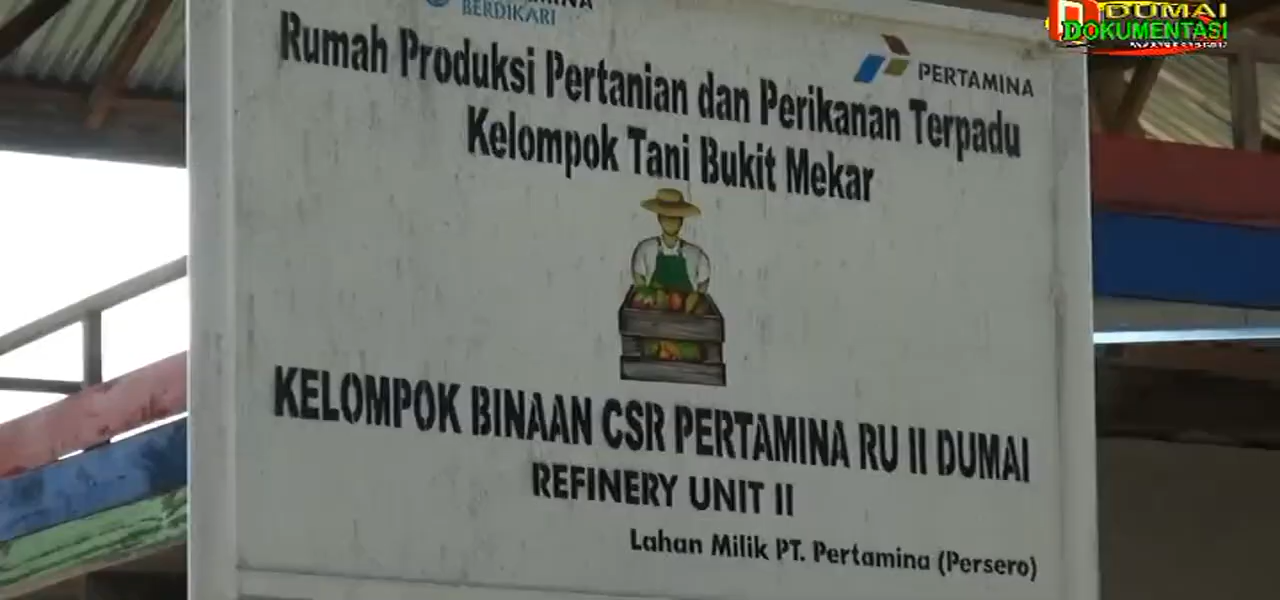 BERDIKARI
DUMAI
DOKUMENTASI
PERTAMINA
Rumah Produksi Pertanian dan Perikanan Terpadu
Kelompok Tani Bukit Mekar
KELOMPOK BINAAN CSR PERTAMINA RU II DUMAI
REFINERY UNIT II
Lahan Milik PT. Pertamina (Persero)